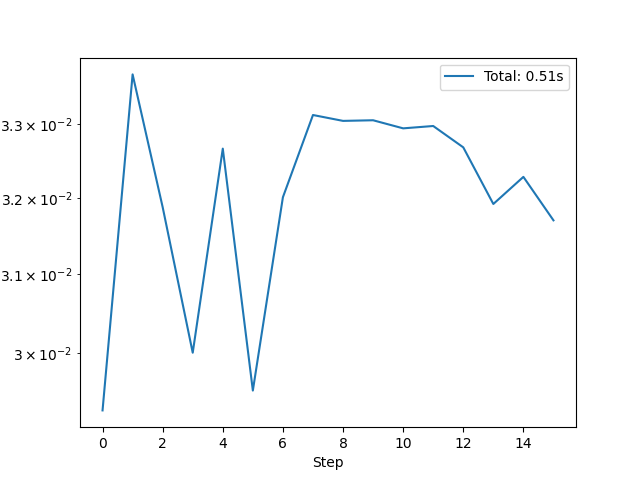 Total: 0.51s
3.3 × 10⁻²
3.2 × 10⁻²
3.1 × 10⁻²
3 × 10⁻²
0 2 4 6 8 10 12 14
Step